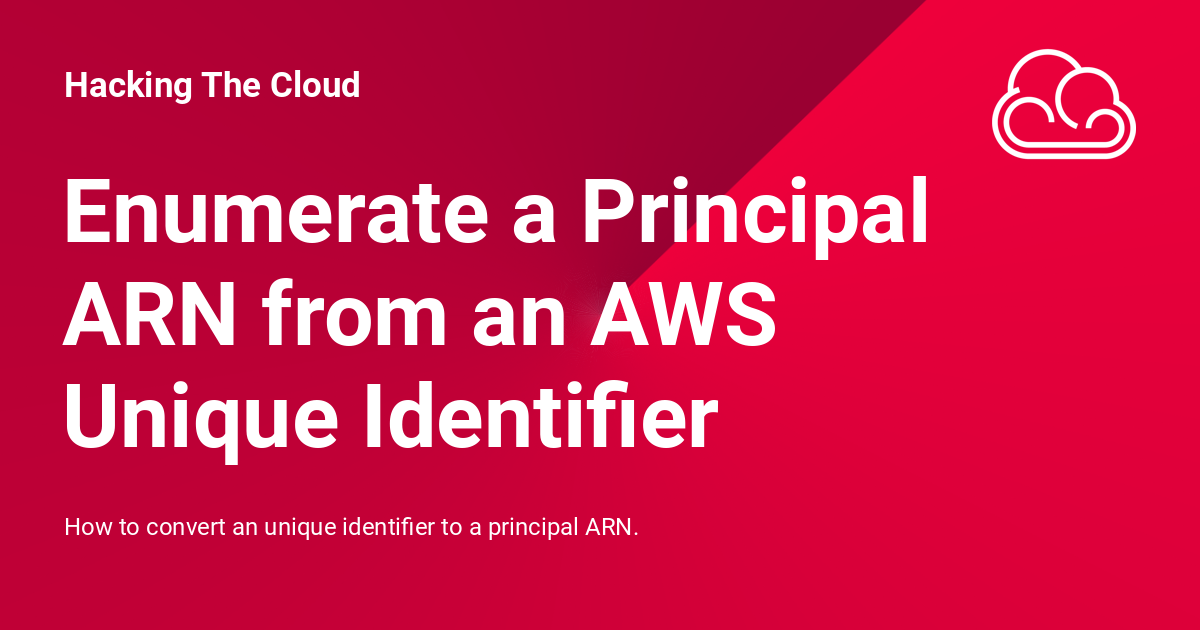 Hacking The Cloud
Enumerate a Principal
ARN from an AWS
Unique Identifier
How to convert an unique identifier to a principal ARN.